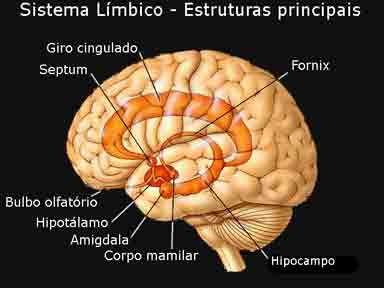 Sistema Límbico - Estruturas principais
Giro cingulado
Septum
Fornix
Bulbo olfatório
Hipotálamo
Amigdala
Corpo mamilar
Hipocampo